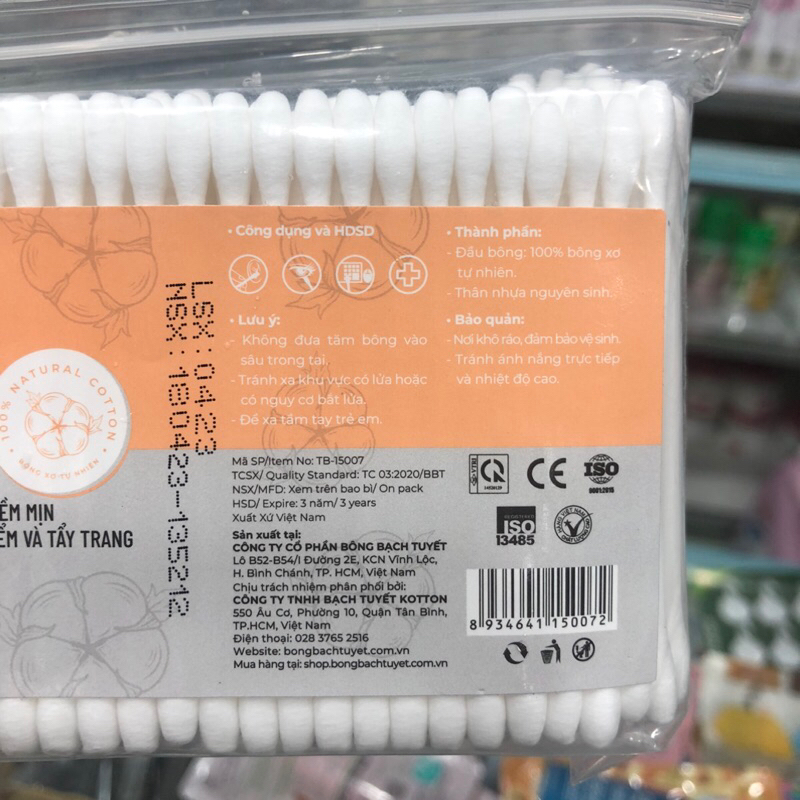 • Công dụng và HDSD
• Lưu ý:
- Không đưa tăm bông vào
sâu trong tai.
- Tránh xa khu vực có lửa hoặc
có nguy cơ bắt lửa.
- Để xa tầm tay trẻ em.
• Thành phần:
- Đầu bông: 100% bông xơ
tự nhiên.
- Thân nhựa nguyên sinh.
• Bảo quản:
- Nơi khô ráo, đảm bảo vệ sinh.
- Tránh ánh nắng trực tiếp
và nhiệt độ cao.
LSX: 0423
NSX: 180423-135212
• 100% NATURAL COTTON •
BÔNG XƠ TỰ NHIÊN
ỀM MỊN
ỂM VÀ TẨY TRANG
Mã SP/Item No: TB-15007
TCSX/ Quality Standard: TC 03:2020/BBT
NSX/MFD: Xem trên bao bì/ On pack
HSD/ Expire: 3 năm/ 3 years
Xuất Xứ Việt Nam
Sản xuất tại:
CÔNG TY CỔ PHẦN BÔNG BẠCH TUYẾT
Lô B52-B54/I Đường 2E, KCN Vĩnh Lộc,
H. Bình Chánh, TP. HCM, Việt Nam
Chịu trách nhiệm phân phối bởi:
CÔNG TY TNHH BẠCH TUYẾT KOTTON
550 Âu Cơ, Phường 10, Quận Tân Bình,
TP.HCM, Việt Nam
Điện thoại: 028 3765 2516
Website: bongbachtuyet.com.vn
Mua hàng tại: shop.bongbachtuyet.com.vn
CE
ISO
9001:2015
ISO
13485
8 934641 150072